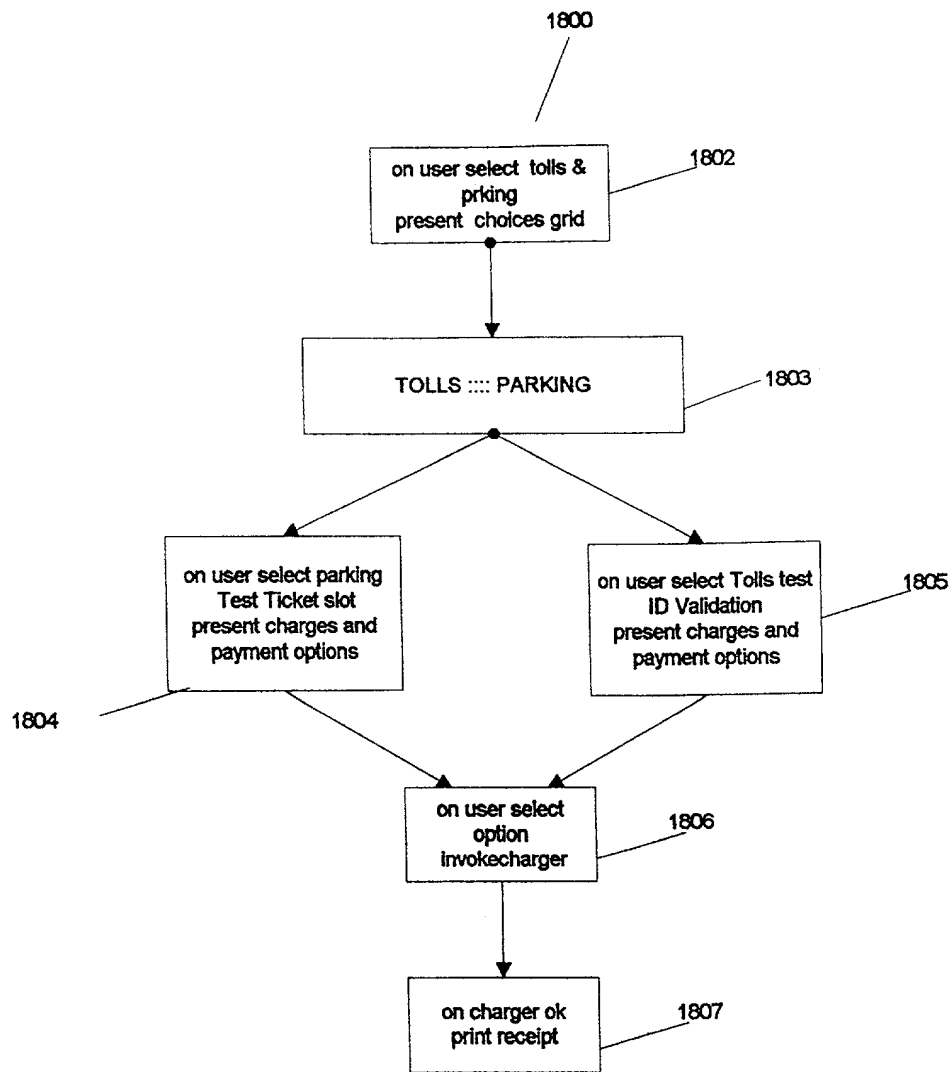 1800
1802
on user select tolls &
prking
present choices grid
TOLLS :::: PARKING
1803
on user select parking
Test Ticket slot
present charges and
payment options
1804
on user select Tolls test
ID Validation
present charges and
payment options
1805
on user select
option
invokecharger
1806
on charger ok
print receipt
1807